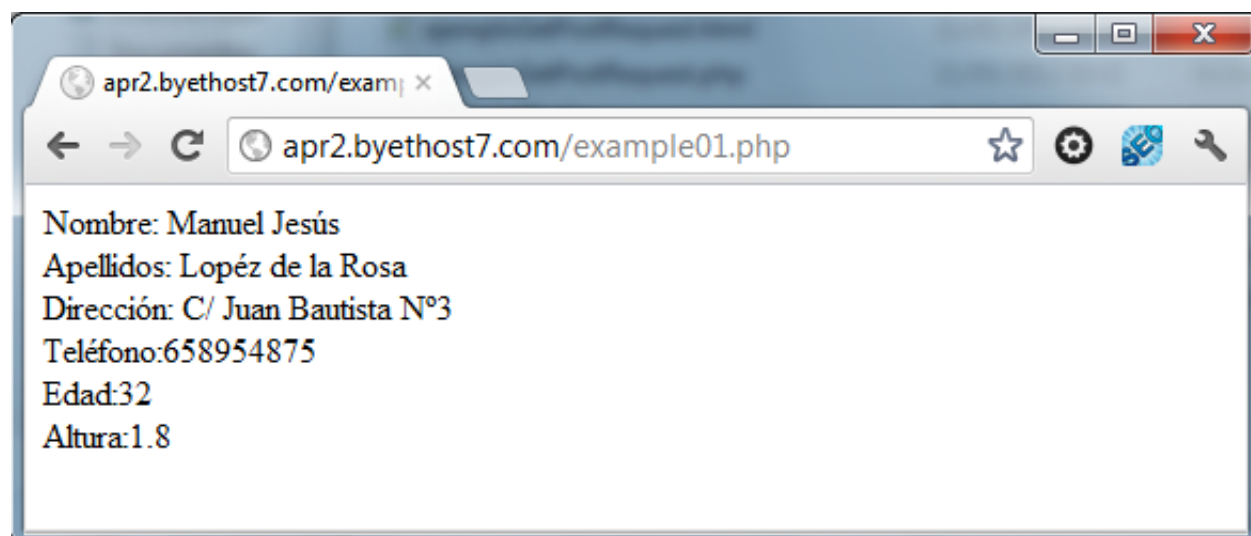 apr2.byethost7.com/exam
apr2.byethost7.com/example01.php
Nombre: Manuel Jesús
Apellidos: Lopéz de la Rosa
Dirección: C/ Juan Bautista Nº3
Teléfono:658954875
Edad:32
Altura:1.8